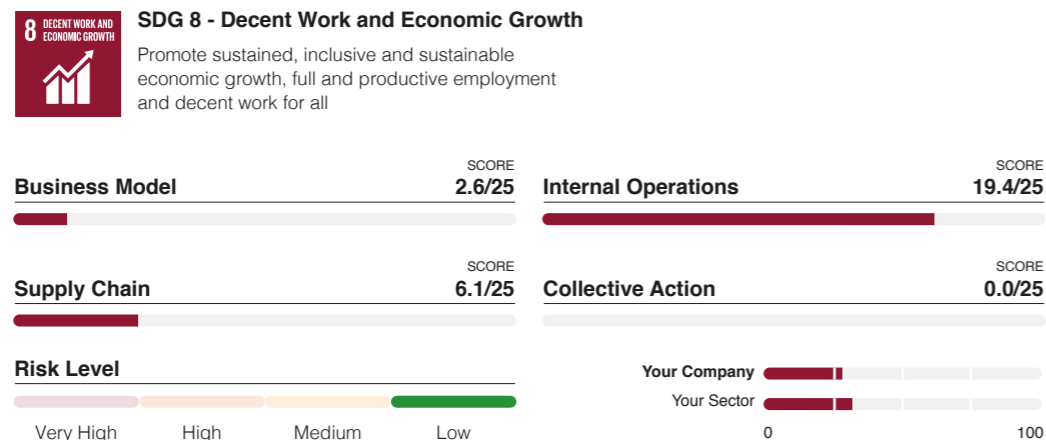 8 DECENT WORK AND
ECONOMIC GROWTH
SDG 8 - Decent Work and Economic Growth
Promote sustained, inclusive and sustainable
economic growth, full and productive employment
and decent work for all
SCORE
Business Model 2.6/25
SCORE
Internal Operations 19.4/25
SCORE
Supply Chain 6.1/25
SCORE
Collective Action 0.0/25
Risk Level
Very High High Medium Low
Your Company
Your Sector
0 100